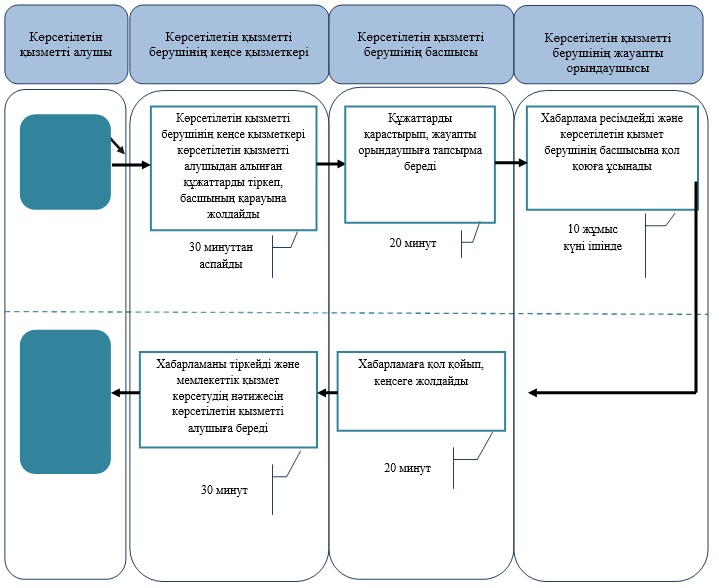 Көрсетілетін
қызметті алушы
Көрсетілетін қызметті
берушінің кеңсе қызметкері
Көрсетілетін қызметті
берушінің басшысы
Көрсетілетін қызметті
берушінің жауапты
орындаушысы
Көрсетілетін қызметті
берушінің кеңсе қызметкері
көрсетілетін қызметті
алушыдан алынған
құжаттарды тіркеп,
басшының қарауына
жолдайды
Құжаттарды
қарастырып, жауапты
орындаушыға тапсырма
береді
Хабарлама ресімдейді және
көрсетілетін қызмет
берушінің басшысына қол
қоюға ұсынады
30 минуттан
аспайды
20 минут
10 жұмыс
күні ішінде
Хабарламаны тіркейді және
мемлекеттік қызмет
көрсетудің нәтижесін
көрсетілетін қызметті
алушыға береді
Хабарламаға қол қойып,
кеңсеге жолдайды
30 минут
20 минут